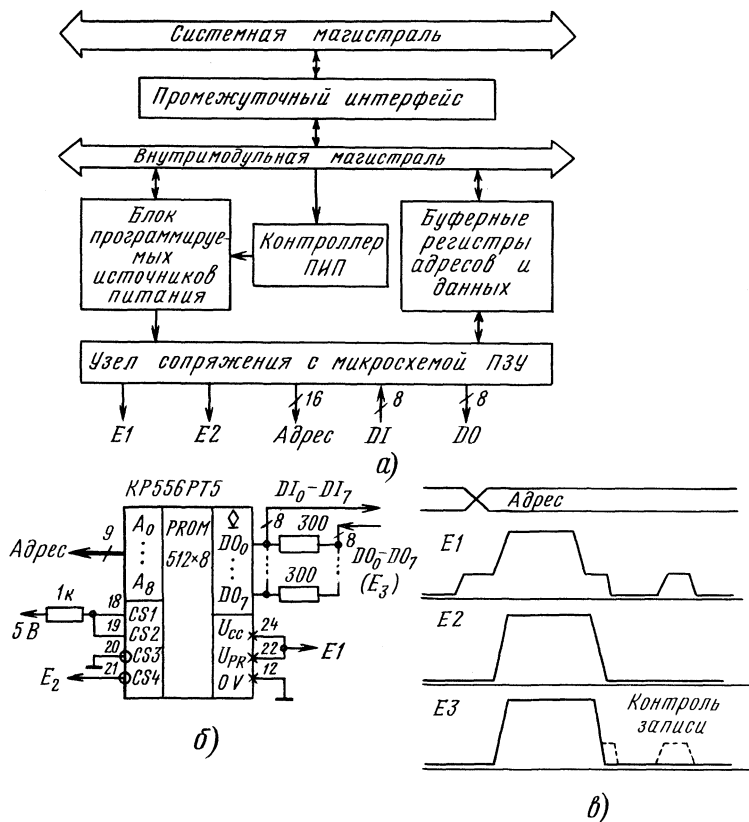 Системная магистраль
Промежуточный интерфейс
Внутримодульная магистраль
Блок
программируе-
мых
источников
питания
Контроллер
ПИП
Буферные
регистры
адресов и
данных
Узел сопряжения с микросхемой ПЗУ
16
8
8
E1
E2
Адрес
DI
DO
а)
КР556РТ5
DI₀-DI₇
Адрес
9
A₀
A₈
PROM
512×8
DO₀
DO₇
8
300
300
8
DO₀-DO₇
(E₃)
1к
5 В
18
CS1
19
CS2
20
CS3
21
CS4
E₂
Ucc
24
UPR
22
0V
12
E1
б)
Адрес
E1
E2
E3
Контроль
записи
в)